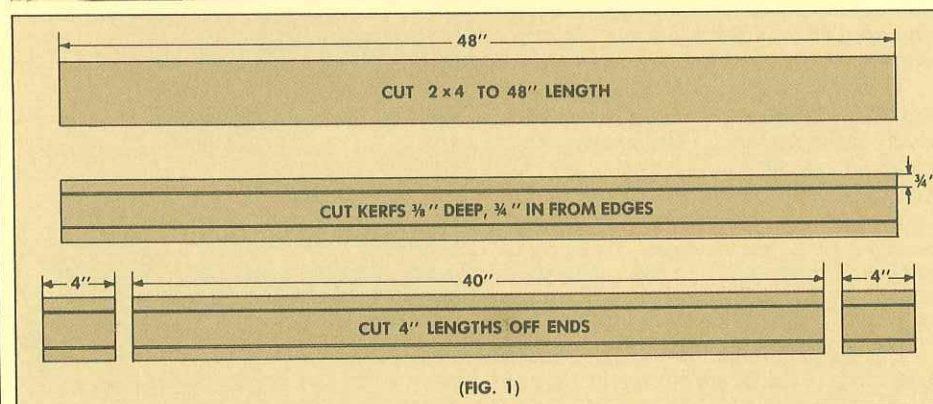 48"
CUT 2 x 4 TO 48" LENGTH
3/4"
CUT KERFS 3/8" DEEP, 3/4" IN FROM EDGES
4" 40" 4"
CUT 4" LENGTHS OFF ENDS
(FIG. 1)